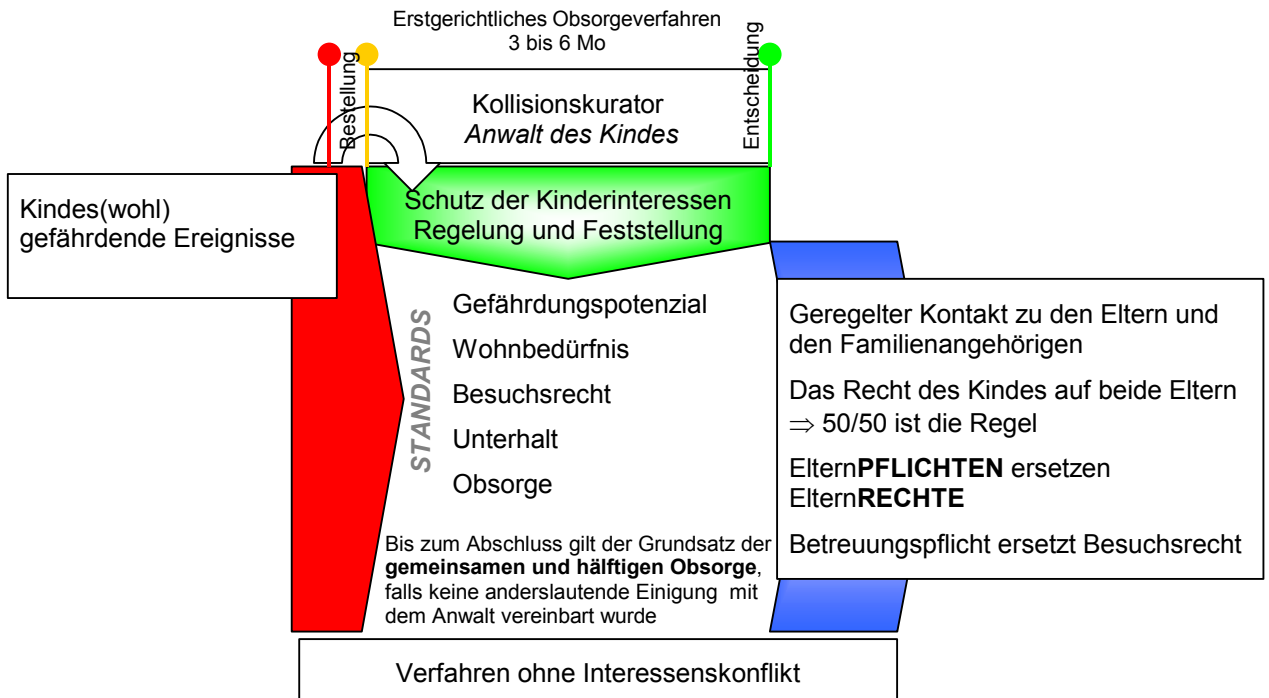 Erstgerichtliches Obsorgeverfahren
3 bis 6 Mo
Bestellung
Kollisionskurator
Anwalt des Kindes
Entscheidung
Kindes(wohl)
gefährdende Ereignisse
Schutz der Kinderinteressen
Regelung und Feststellung
STANDARDS
Gefährdungspotenzial
Wohnbedürfnis
Besuchsrecht
Unterhalt
Obsorge
Bis zum Abschluss gilt der Grundsatz der
gemeinsamen und hälftigen Obsorge,
falls keine anderslautende Einigung mit
dem Anwalt vereinbart wurde
Geregelter Kontakt zu den Eltern und
den Familienangehörigen
Das Recht des Kindes auf beide Eltern
⇒ 50/50 ist die Regel
ElternPFLICHTEN ersetzen
ElternRECHTE
Betreuungspflicht ersetzt Besuchsrecht
Verfahren ohne Interessenskonflikt